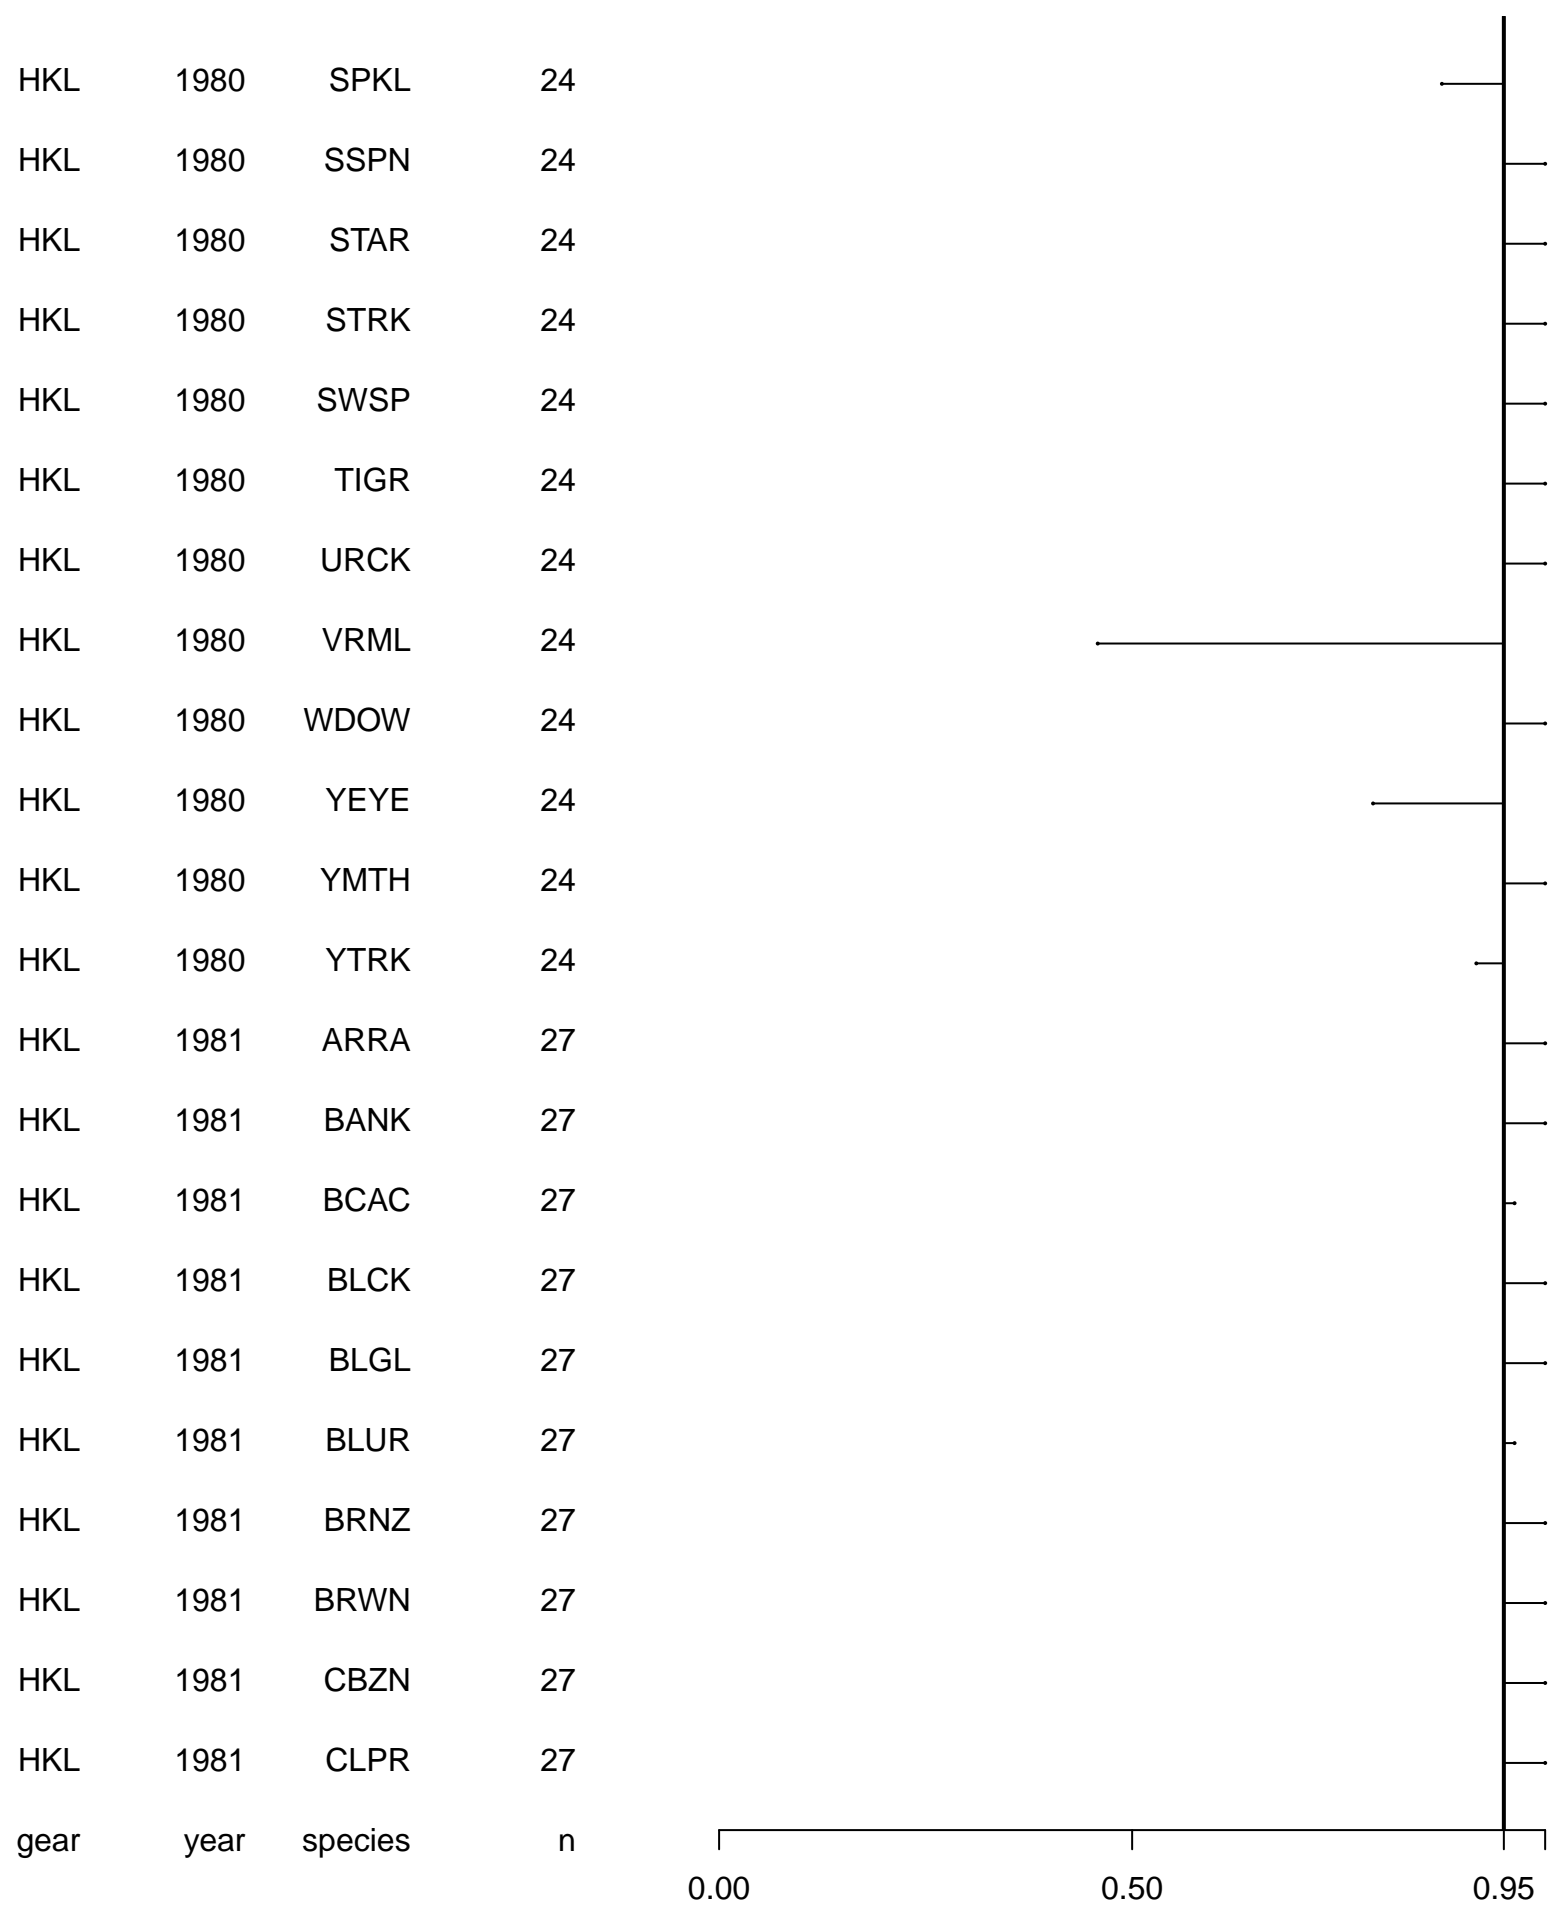 HKL 1980 SPKL 24
HKL 1980 SSPN 24
HKL 1980 STAR 24
HKL 1980 STRK 24
HKL 1980 SWSP 24
HKL 1980 TIGR 24
HKL 1980 URCK 24
HKL 1980 VRML 24
HKL 1980 WDOW 24
HKL 1980 YEYE 24
HKL 1980 YMTH 24
HKL 1980 YTRK 24
HKL 1981 ARRA 27
HKL 1981 BANK 27
HKL 1981 BCAC 27
HKL 1981 BLCK 27
HKL 1981 BLGL 27
HKL 1981 BLUR 27
HKL 1981 BRNZ 27
HKL 1981 BRWN 27
HKL 1981 CBZN 27
HKL 1981 CLPR 27
gear year species n
0.00 0.50 0.95